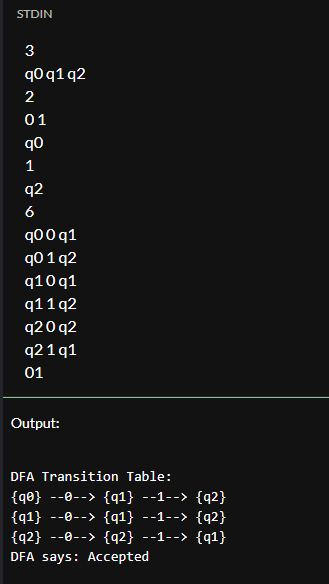 STDIN
3
q0 q1 q2
2
0 1
q0
1
q2
6
q0 0 q1
q0 1 q2
q1 0 q1
q1 1 q2
q2 0 q2
q2 1 q1
01
Output:
DFA Transition Table:
{q0} --0--> {q1} --1--> {q2}
{q1} --0--> {q1} --1--> {q2}
{q2} --0--> {q2} --1--> {q1}
DFA says: Accepted